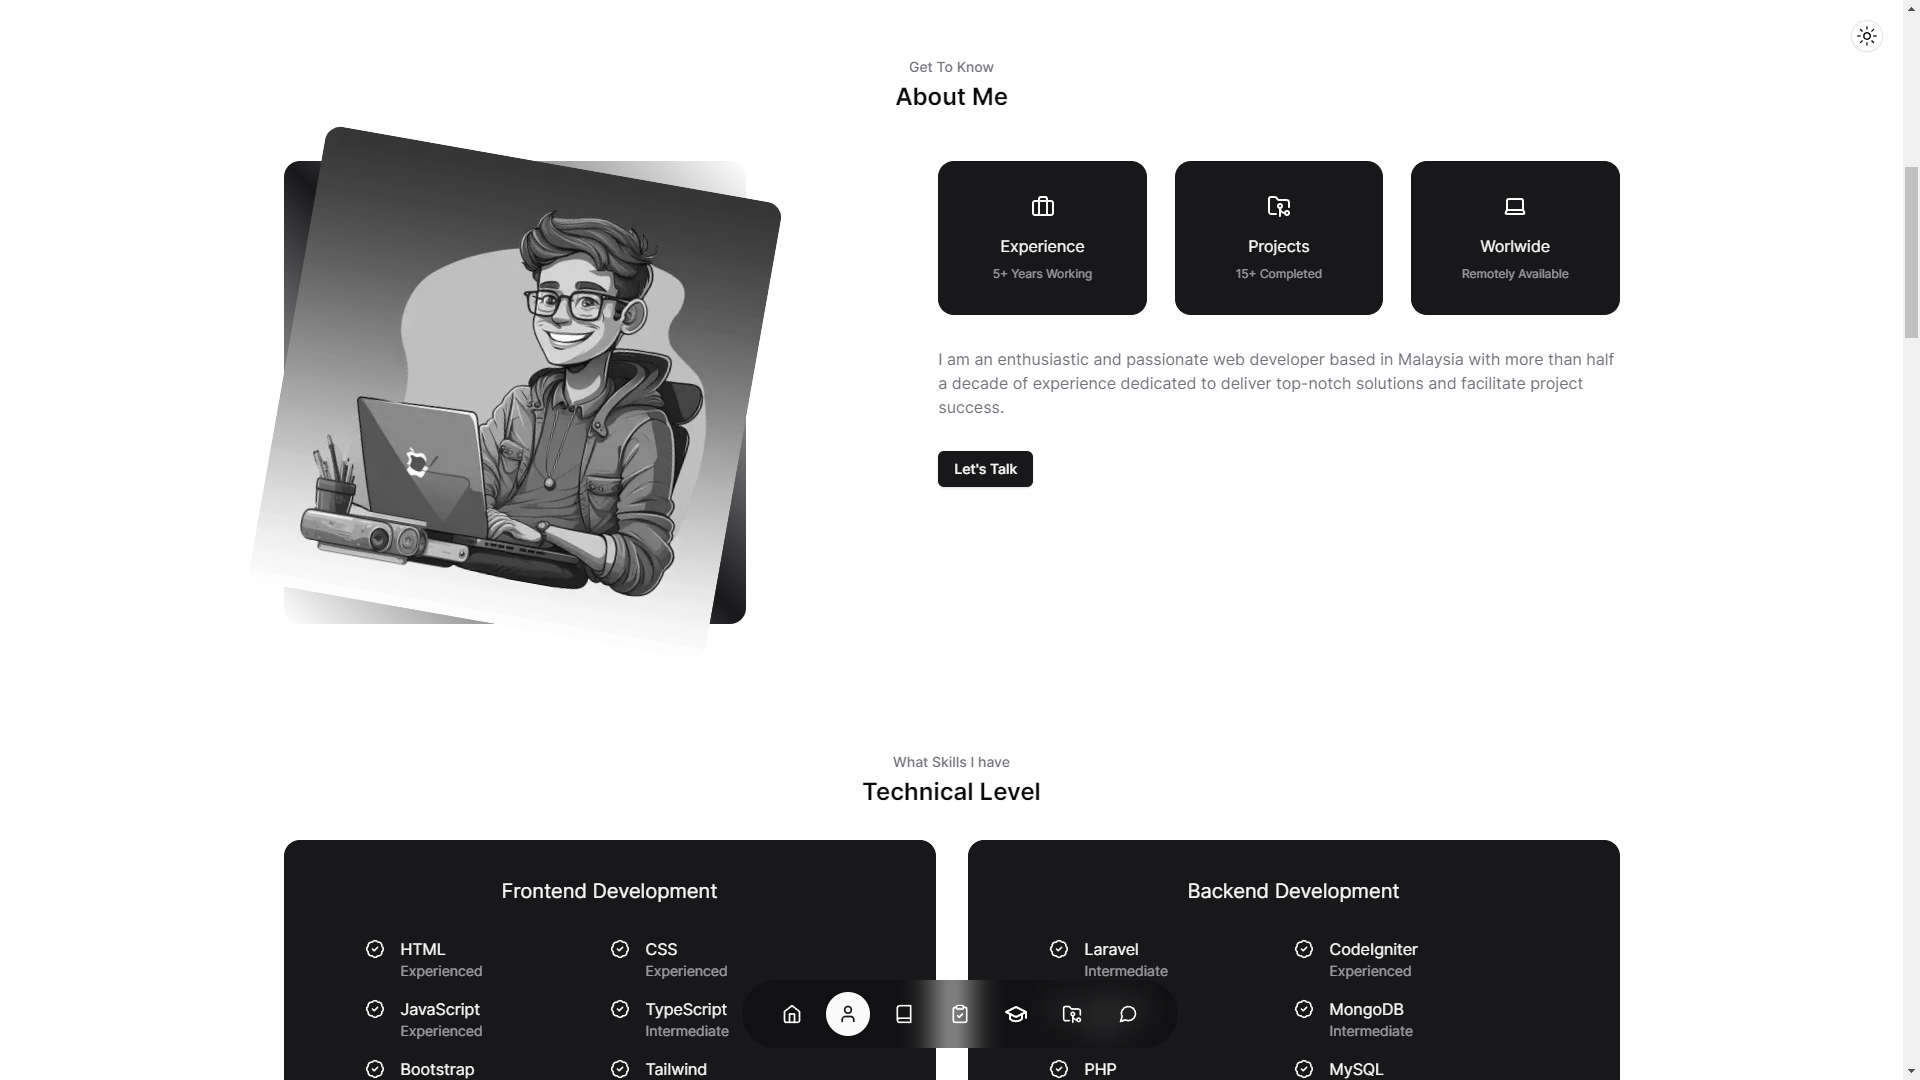 Get To Know
About Me
Experience
5+ Years Working
Projects
15+ Completed
Worlwide
Remotely Available
I am an enthusiastic and passionate web developer based in Malaysia with more than half
a decade of experience dedicated to deliver top-notch solutions and facilitate project
success.
Let's Talk
What Skills I have
Technical Level
Frontend Development
HTML
Experienced
CSS
Experienced
JavaScript
Experienced
TypeScript
Intermediate
Bootstrap
Tailwind
Backend Development
Laravel
Intermediate
CodeIgniter
Experienced
MongoDB
Intermediate
PHP
MySQL